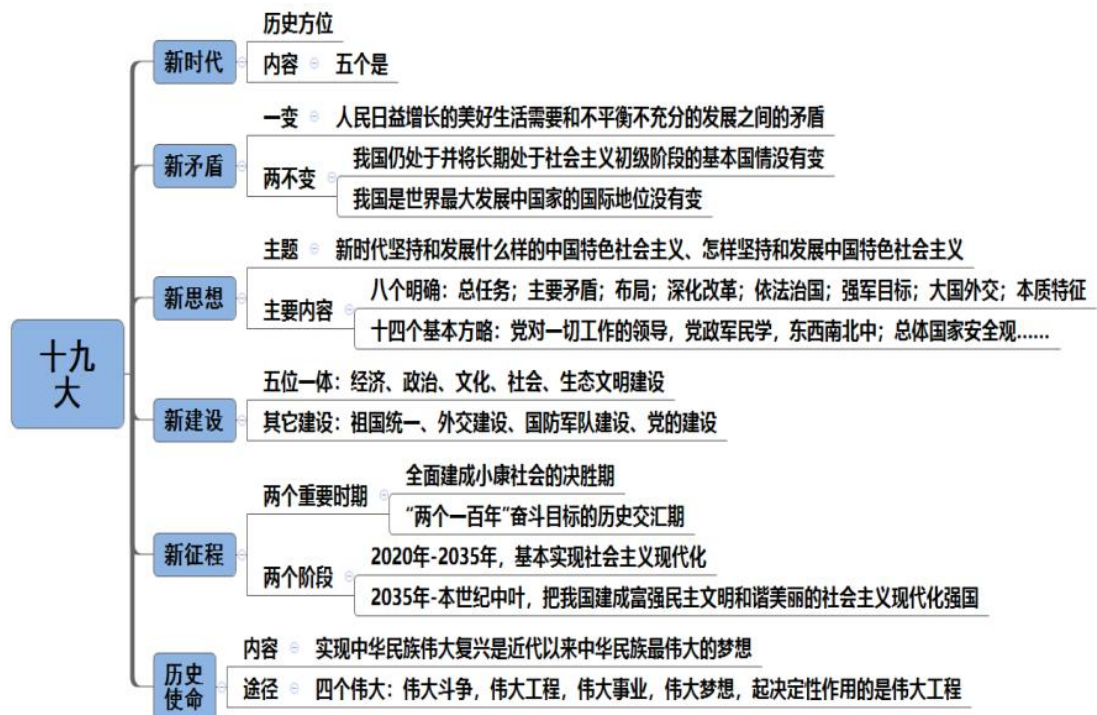 十九
大
新时代
历史方位
内容
五个是
新矛盾
一变
人民日益增长的美好生活需要和不平衡不充分的发展之间的矛盾
两不变
我国仍处于并将长期处于社会主义初级阶段的基本国情没有变
我国是世界最大发展中国家的国际地位没有变
新思想
主题
新时代坚持和发展什么样的中国特色社会主义、怎样坚持和发展中国特色社会主义
主要内容
八个明确：总任务；主要矛盾；布局；深化改革；依法治国；强军目标；大国外交；本质特征
十四个基本方略：党对一切工作的领导，党政军民学，东西南北中；总体国家安全观......
新建设
五位一体：经济、政治、文化、社会、生态文明建设
其它建设：祖国统一、外交建设、国防军队建设、党的建设
新征程
两个重要时期
全面建成小康社会的决胜期
“两个一百年”奋斗目标的历史交汇期
两个阶段
2020年-2035年，基本实现社会主义现代化
2035年-本世纪中叶，把我国建成富强民主文明和谐美丽的社会主义现代化强国
历史
使命
内容
实现中华民族伟大复兴是近代以来中华民族最伟大的梦想
途径
四个伟大：伟大斗争，伟大工程，伟大事业，伟大梦想，起决定性作用的是伟大工程